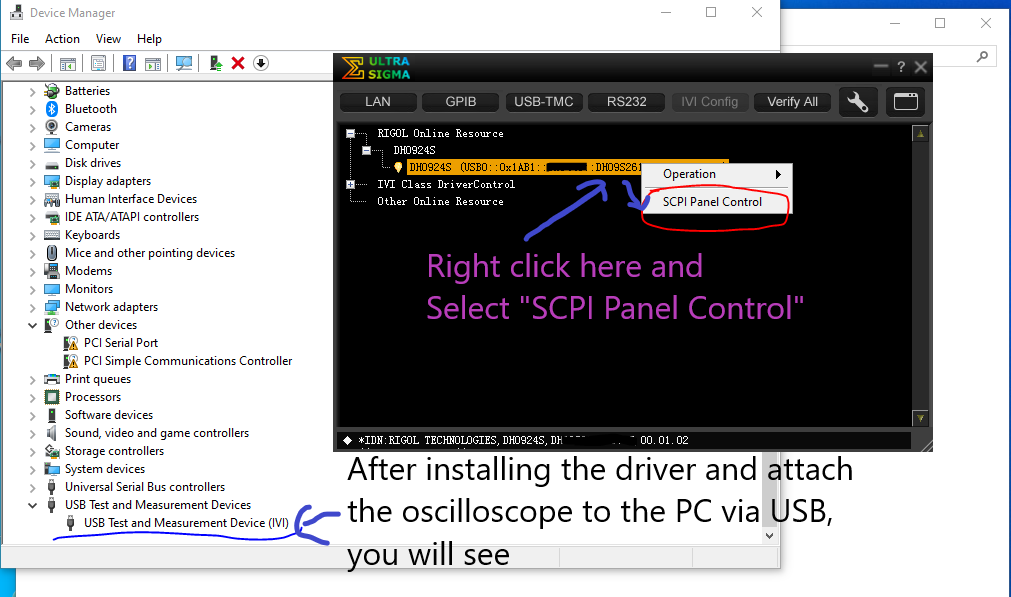 Device Manager
File Action View Help
Batteries
Bluetooth
Cameras
Computer
Disk drives
Display adapters
Human Interface Devices
IDE ATA/ATAPI controllers
Keyboards
Mice and other pointing devices
Modems
Monitors
Network adapters
Other devices
PCI Serial Port
PCI Simple Communications Controller
Print queues
Processors
Software devices
Sound, video and game controllers
Storage controllers
System devices
Universal Serial Bus controllers
USB Test and Measurement Devices
USB Test and Measurement Device (IVI)
ULTRA
SIGMA
LAN GPIB USB-TMC RS232 IVI Config Verify All
RIGOL Online Resource
DHO924S
DHO924S (USB0::0x1AB1:: :DHO9S261
IVI Class DriverControl
Other Online Resource
Operation
SCPI Panel Control
Right click here and
Select "SCPI Panel Control"
*IDN:RIGOL TECHNOLOGIES,DHO924S,DH 00.01.02
After installing the driver and attach
the oscilloscope to the PC via USB,
you will see